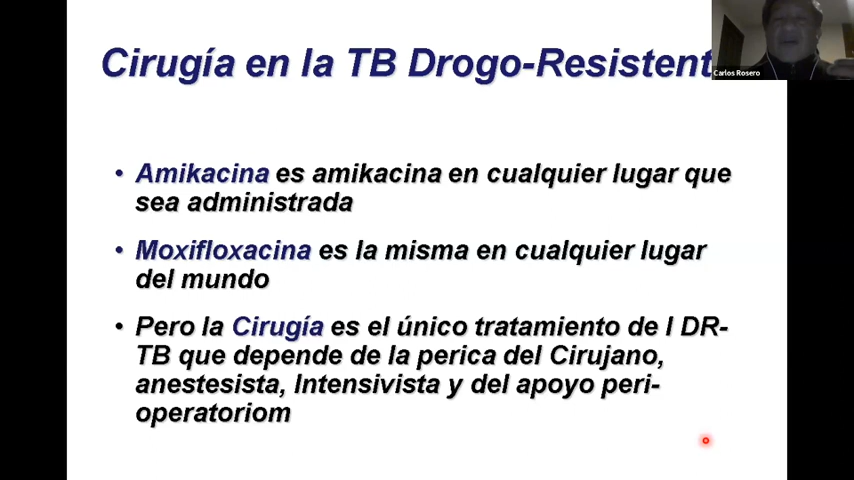 Cirugía en la TB Drogo-Resistent
Carlos Rosero
• Amikacina es amikacina en cualquier lugar que
sea administrada
• Moxifloxacina es la misma en cualquier lugar
del mundo
• Pero la Cirugía es el único tratamiento de l DR-
TB que depende de la perica del Cirujano,
anestesista, Intensivista y del apoyo peri-
operatoriom